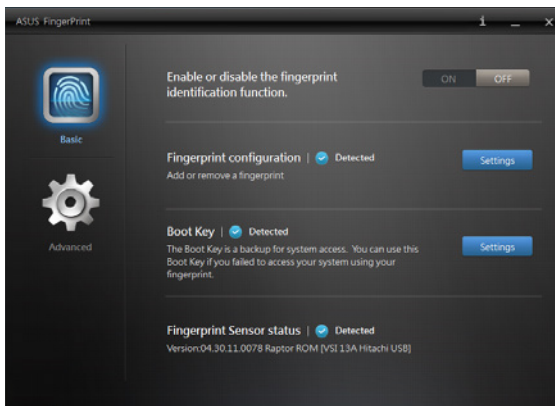 ASUS FingerPrint
Basic
Advanced
Enable or disable the fingerprint
identification function.
ON OFF
Fingerprint configuration | Detected
Add or remove a fingerprint
Settings
Boot Key | Detected
The Boot Key is a backup for system access. You can use this
Boot Key if you failed to access your system using your
fingerprint.
Settings
Fingerprint Sensor status | Detected
Version:04.30.11.0078 Raptor ROM [VSI 13A Hitachi USB]